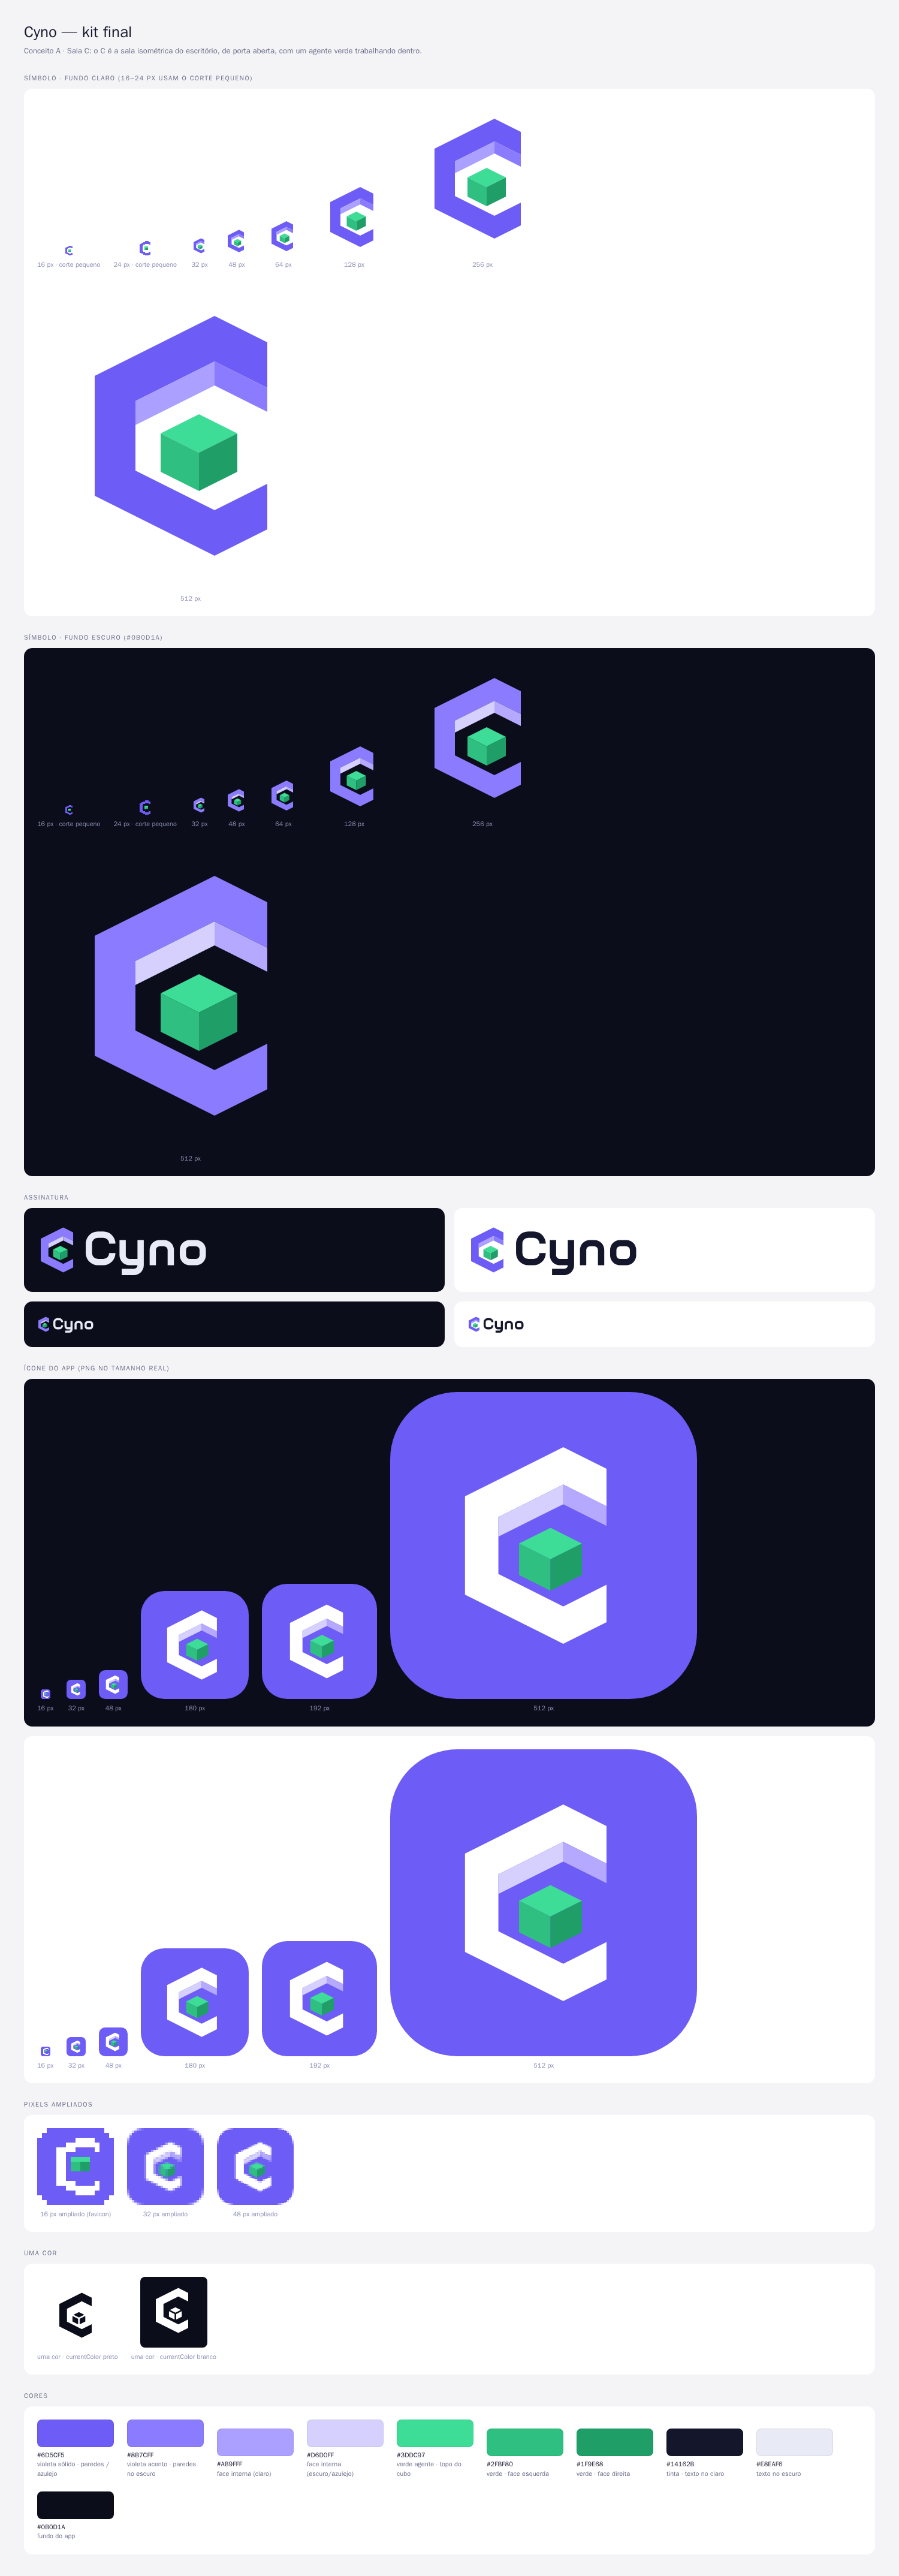 Cyno — kit final
Conceito A · Sala C: o C é a sala isométrica do escritório, de porta aberta, com um agente verde trabalhando dentro.
SÍMBOLO · FUNDO CLARO (16–24 PX USAM O CORTE PEQUENO)
16 px · corte pequeno
24 px · corte pequeno
32 px
48 px
64 px
128 px
256 px
512 px
SÍMBOLO · FUNDO ESCURO (#0B0D1A)
16 px · corte pequeno
24 px · corte pequeno
32 px
48 px
64 px
128 px
256 px
512 px
ASSINATURA
Cyno
Cyno
Cyno
Cyno
ÍCONE DO APP (PNG NO TAMANHO REAL)
16 px
32 px
48 px
180 px
192 px
512 px
16 px
32 px
48 px
180 px
192 px
512 px
PIXELS AMPLIADOS
16 px ampliado (favicon)
32 px ampliado
48 px ampliado
UMA COR
uma cor · currentColor preto
uma cor · currentColor branco
CORES
#6D5CF5
violeta sólido · paredes /
azulejo
#8B7CFF
violeta acento · paredes
no escuro
#AB9FFF
face interna (claro)
#D6D0FF
face interna
(escuro/azulejo)
#3DDC97
verde agente · topo do
cubo
#2FBF80
verde · face esquerda
#1F9E68
verde · face direita
#14162B
tinta · texto no claro
#E8EAF6
texto no escuro
#0B0D1A
fundo do app